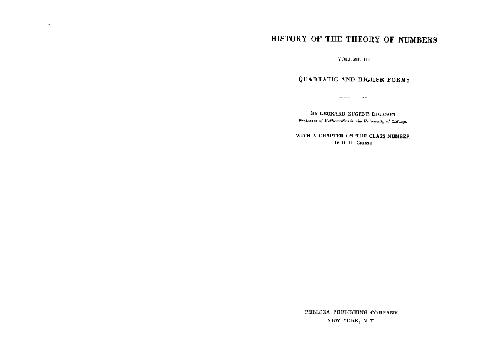 HISTORY OF THE THEORY OF NUMBERS
VOLUME III
QUADRATIC AND HIGHER FORMS
BY LEONARD EUGENE DICKSON
Professor of Mathematics in the University of Chicago
WITH A CHAPTER ON THE CLASS NUMBER
BY G. H. CRESSE
CHELSEA PUBLISHING COMPANY
NEW YORK, N. Y.